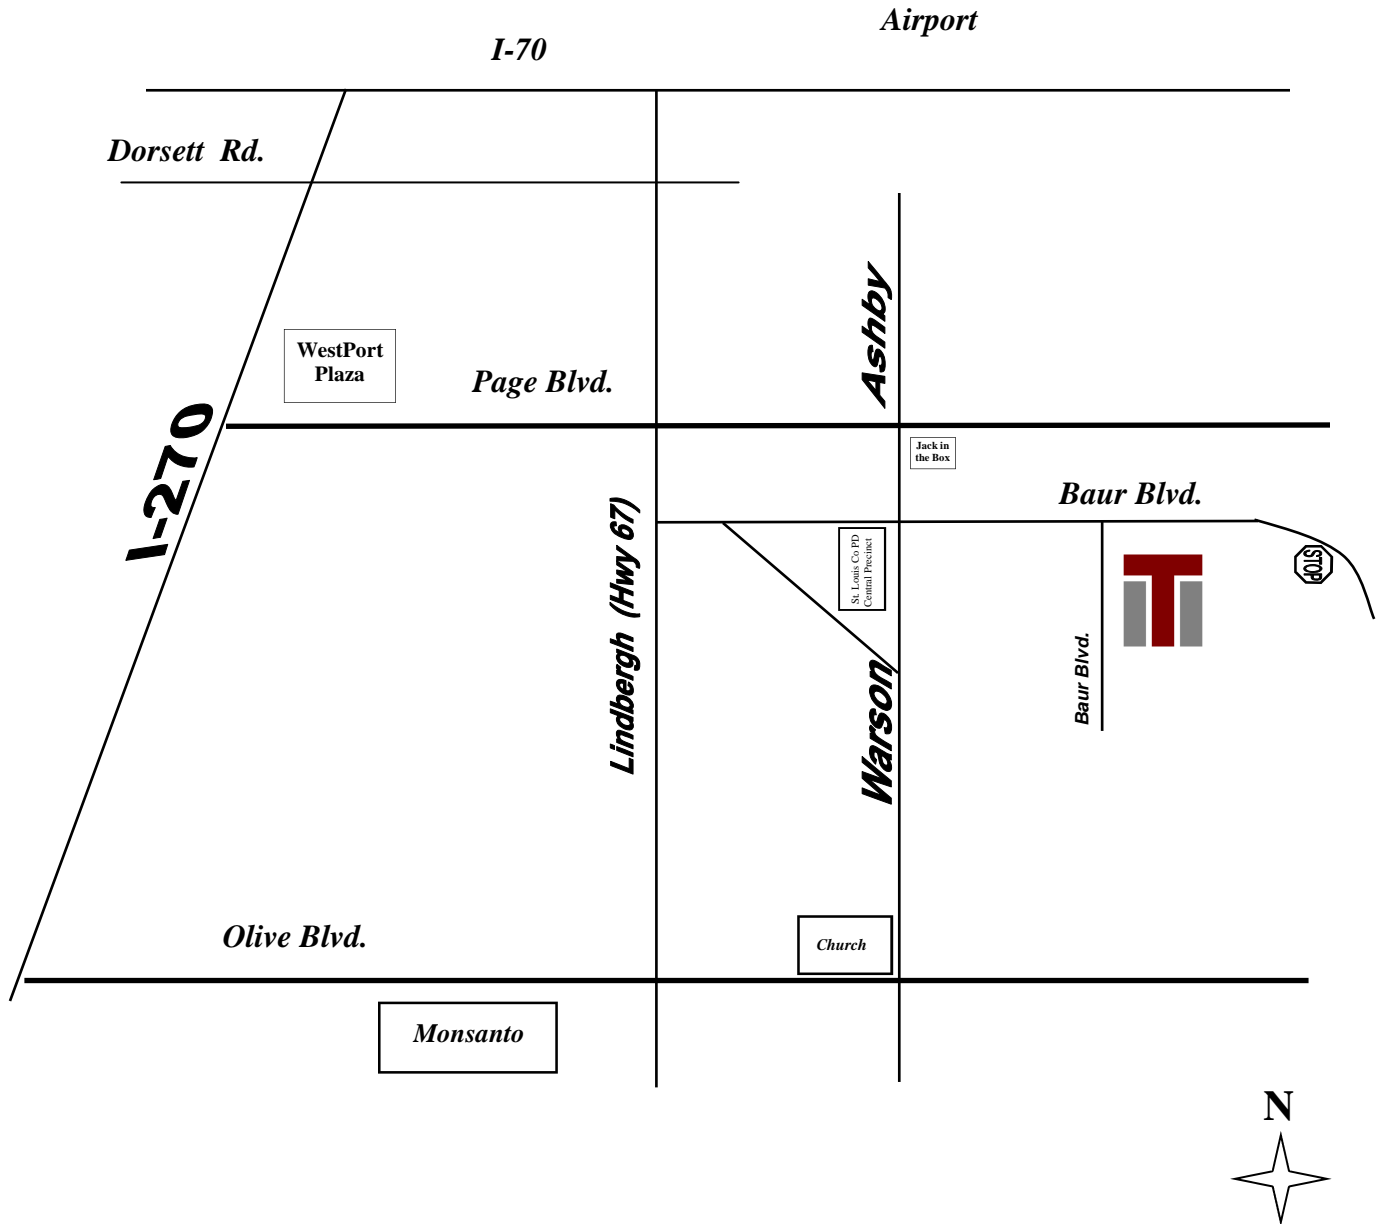 Airport
I-70
Dorsett Rd.
Ashby
WestPort
Plaza
Page Blvd.
I-270
Jack in
the Box
Baur Blvd.
Lindbergh (Hwy 67)
St. Louis Co PD
Central Precinct
STOP
Baur Blvd.
Warson
Olive Blvd.
Church
Monsanto
N